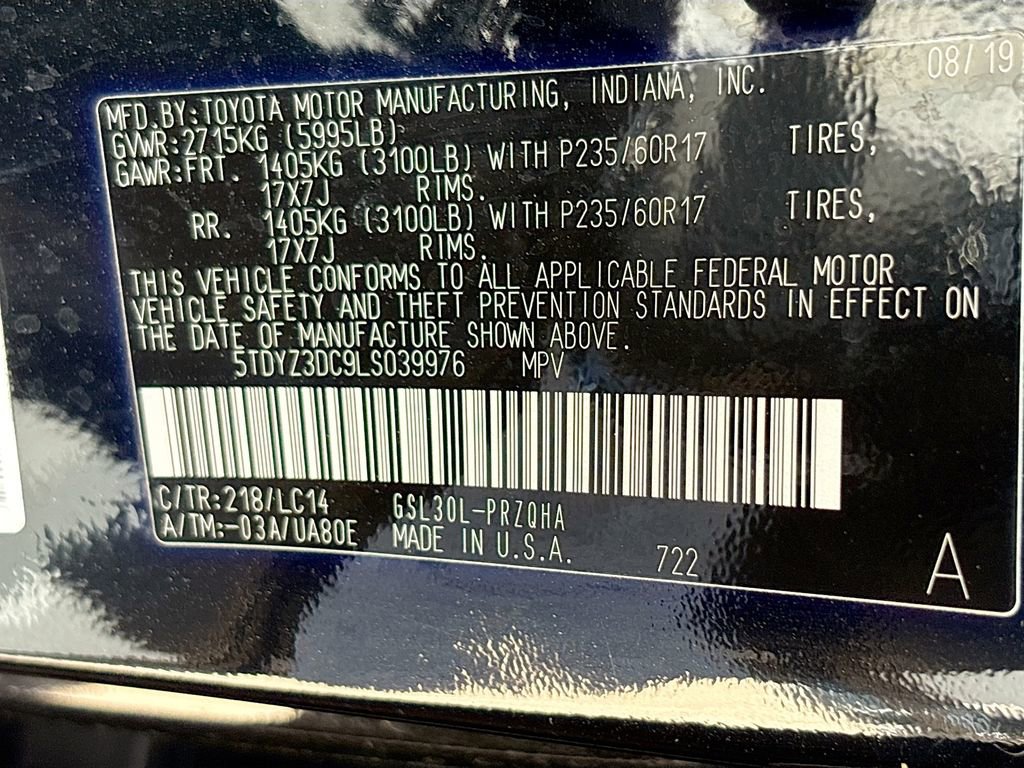 08/19
MFD.BY:TOYOTA MOTOR MANUFACTURING, INDIANA, INC.
GVWR:2715KG (5995LB)
GAWR:FRT. 1405KG (3100LB) WITH P235/60R17 TIRES,
17X7J RIMS.
RR. 1405KG (3100LB) WITH P235/60R17 TIRES,
17X7J RIMS.
THIS VEHICLE CONFORMS TO ALL APPLICABLE FEDERAL MOTOR
VEHICLE SAFETY AND THEFT PREVENTION STANDARDS IN EFFECT ON
THE DATE OF MANUFACTURE SHOWN ABOVE.
5TDYZ3DC9LS039976 MPV
C/TR:218/LC14 GSL30L-PRZQHA
A/TM:-03A/UA80E MADE IN U.S.A. 722 A